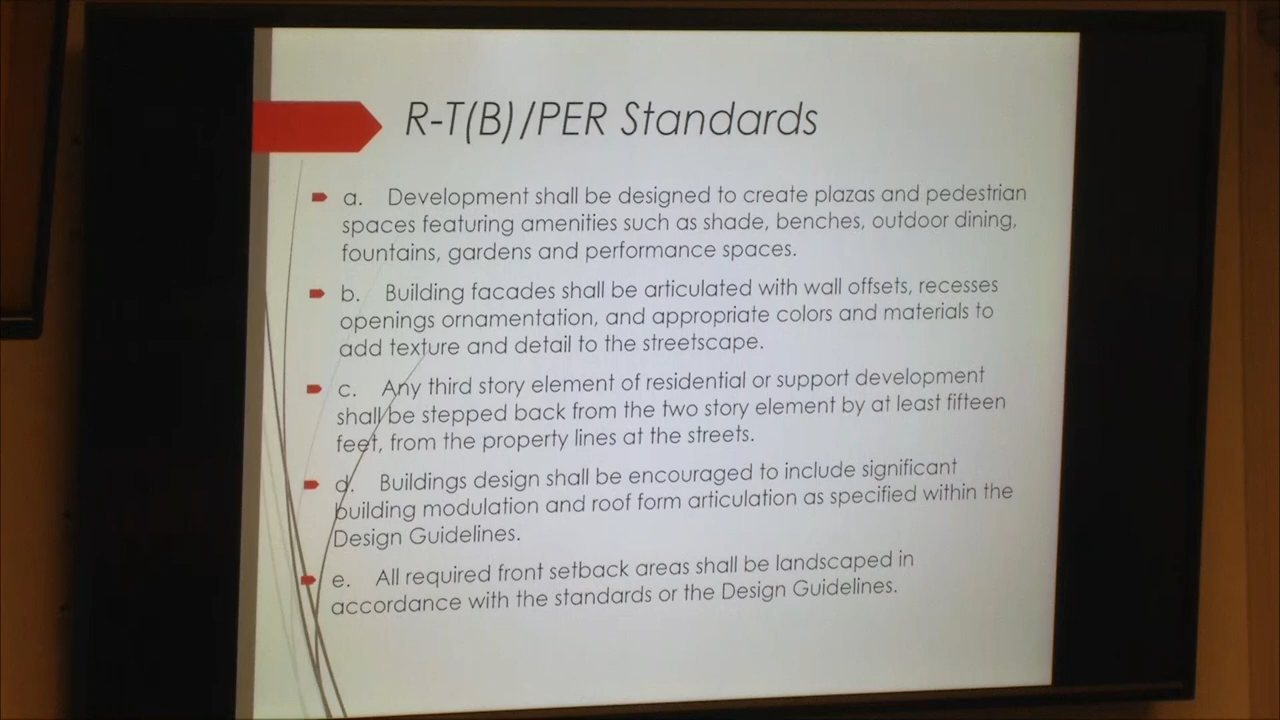 R-T(B)/PER Standards
a. Development shall be designed to create plazas and pedestrian
spaces featuring amenities such as shade, benches, outdoor dining,
fountains, gardens and performance spaces.
b. Building facades shall be articulated with wall offsets, recesses
openings ornamentation, and appropriate colors and materials to
add texture and detail to the streetscape.
c. Any third story element of residential or support development
shall be stepped back from the two story element by at least fifteen
feet, from the property lines at the streets.
d. Buildings design shall be encouraged to include significant
building modulation and roof form articulation as specified within the
Design Guidelines.
e. All required front setback areas shall be landscaped in
accordance with the standards or the Design Guidelines.